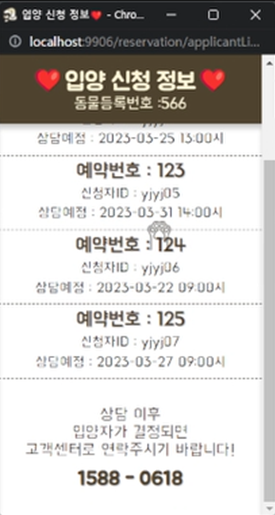 입양 신청 정보❤️ - Chro...
localhost:9906/reservation/applicantLi...
❤️ 입양 신청 정보 ❤️
동물등록번호 :566
상담예정 : 2023-03-25 13:00시
예약번호 : 123
신청자ID : yjyj05
상담예정 : 2023-03-31 14:00시
예약번호 : 124
신청자ID : yjyj06
상담예정 : 2023-03-22 09:00시
예약번호 : 125
신청자ID : yjyj07
상담예정 : 2023-03-27 09:00시
상담 이후
입양자가 결정되면
고객센터로 연락주시기 바랍니다!
1588 - 0618